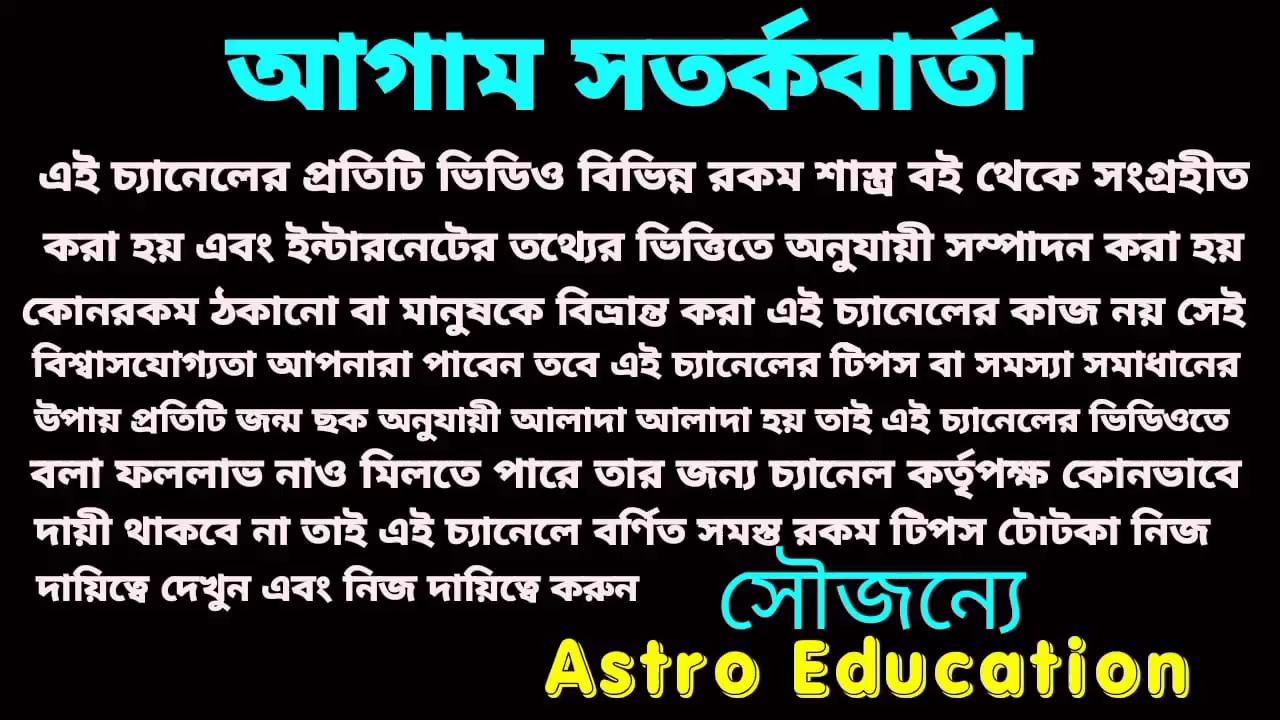 আগাম সতর্কবার্তা
এই চ্যানেলের প্রতিটি ভিডিও বিভিন্ন রকম শাস্ত্র বই থেকে সংগ্রহীত
করা হয় এবং ইন্টারনেটের তথ্যের ভিত্তিতে অনুযায়ী সম্পাদন করা হয়
কোনরকম ঠকানো বা মানুষকে বিভ্রান্ত করা এই চ্যানেলের কাজ নয় সেই
বিশ্বাসযোগ্যতা আপনারা পাবেন তবে এই চ্যানেলের টিপস বা সমস্যা সমাধানের
উপায় প্রতিটি জন্ম ছক অনুযায়ী আলাদা আলাদা হয় তাই এই চ্যানেলের ভিডিওতে
বলা ফললাভ নাও মিলতে পারে তার জন্য চ্যানেল কর্তৃপক্ষ কোনভাবে
দায়ী থাকবে না তাই এই চ্যানেলে বর্ণিত সমস্ত রকম টিপস টোটকা নিজ
দায়িত্বে দেখুন এবং নিজ দায়িত্বে করুন
সৌজন্যে
Astro Education